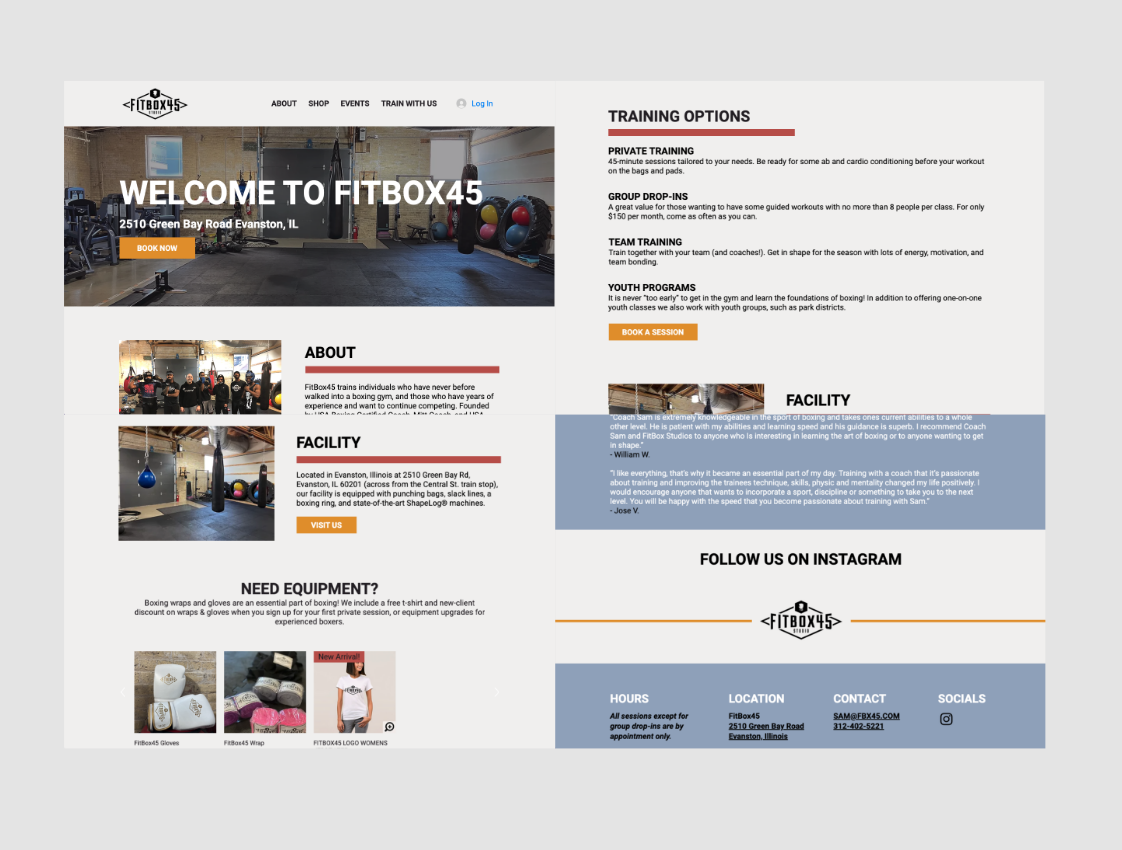 FITBOX45
STUDIO
ABOUT SHOP EVENTS TRAIN WITH US Log In
WELCOME TO FITBOX45
2510 Green Bay Road Evanston, IL
BOOK NOW
ABOUT
FitBox45 trains individuals who have never before
walked into a boxing gym, and those who have years of
experience and want to continue competing. Founded
TRAINING OPTIONS
PRIVATE TRAINING
45-minute sessions tailored to your needs. Be ready for some ab and cardio conditioning before your workout
on the bags and pads.
GROUP DROP-INS
A great value for those wanting to have some guided workouts with no more than 8 people per class. For only
$150 per month, come as often as you can.
TEAM TRAINING
Train together with your team (and coaches!). Get in shape for the season with lots of energy, motivation, and
team bonding.
YOUTH PROGRAMS
It is never "too early" to get in the gym and learn the foundations of boxing! In addition to offering one-on-one
youth classes we also work with youth groups, such as park districts.
BOOK A SESSION
FACILITY
FACILITY
Located in Evanston, Illinois at 2510 Green Bay Rd,
Evanston, IL 60201 (across from the Central St. train stop),
our facility is equipped with punching bags, slack lines, a
boxing ring, and state-of-the-art ShapeLog® machines.
VISIT US
NEED EQUIPMENT?
Boxing wraps and gloves are an essential part of boxing! We include a free t-shirt and new-client
discount on wraps & gloves when you sign up for your first private session, or equipment upgrades for
experienced boxers.
New Arrival!
FitBox45 Gloves
FitBox45 Wrap
FITBOX45 LOGO WOMENS
"Coach Sam is extremely knowledgeable in the sport of boxing and takes ones current abilities to a whole
other level. He is patient with my abilities and learning speed and his guidance is superb. I recommend Coach
Sam and FitBox Studios to anyone who is interesting in learning the art of boxing or to anyone wanting to get
in shape."
- William W.
"I like everything, that's why it became an essential part of my day. Training with a coach that it's passionate
about training and improving the trainees technique, skills, physic and mentality changed my life positively. I
would encourage anyone that wants to incorporate a sport, discipline or something to take you to the next
level. You will be happy with the speed that you become passionate about training with Sam."
- Jose V.
FOLLOW US ON INSTAGRAM
FITBOX45
STUDIO
HOURS
All sessions except for
group drop-ins are by
appointment only.
LOCATION
FitBox45
2510 Green Bay Road
Evanston, Illinois
CONTACT
SAM@FBX45.COM
312-402-5221
SOCIALS